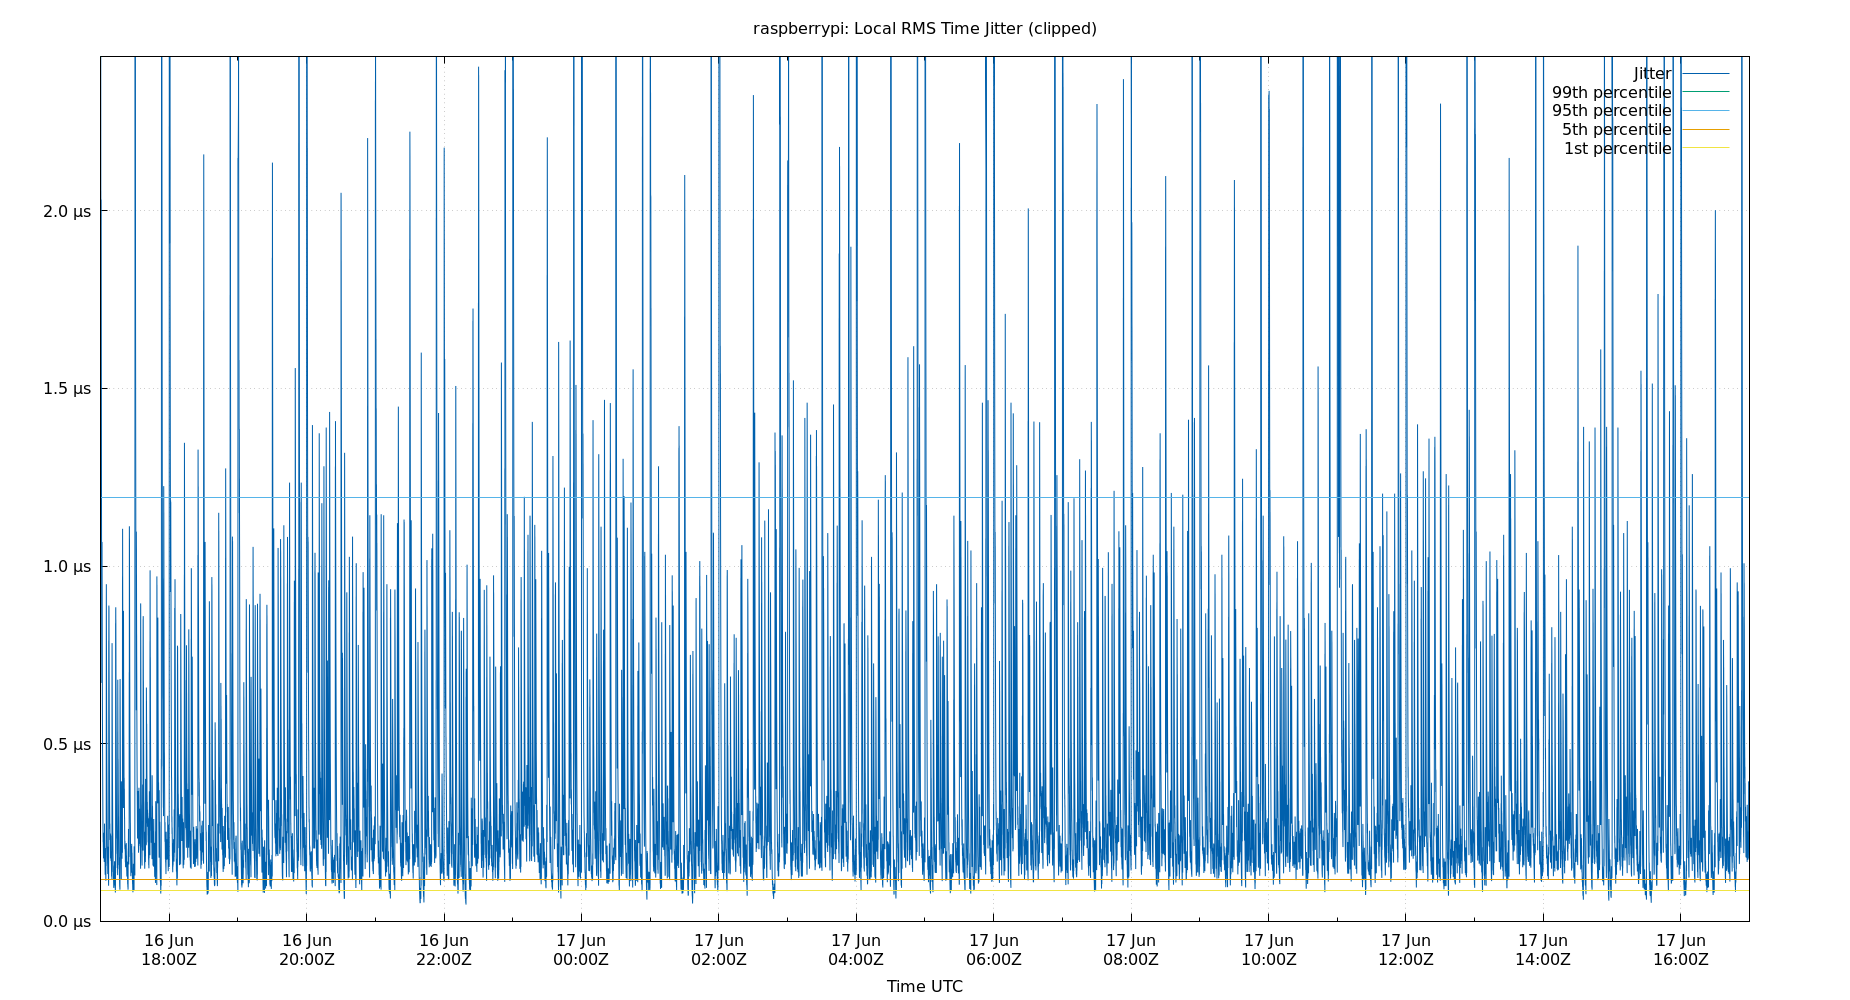 raspberrypi: Local RMS Time Jitter (clipped)
Jitter
99th percentile
95th percentile
5th percentile
1st percentile
2.0 µs
1.5 µs
1.0 µs
0.5 µs
0.0 µs
16 Jun 16 Jun 16 Jun 17 Jun 17 Jun 17 Jun 17 Jun 17 Jun 17 Jun 17 Jun 17 Jun 17 Jun
18:00Z 20:00Z 22:00Z 00:00Z 02:00Z 04:00Z 06:00Z 08:00Z 10:00Z 12:00Z 14:00Z 16:00Z
Time UTC